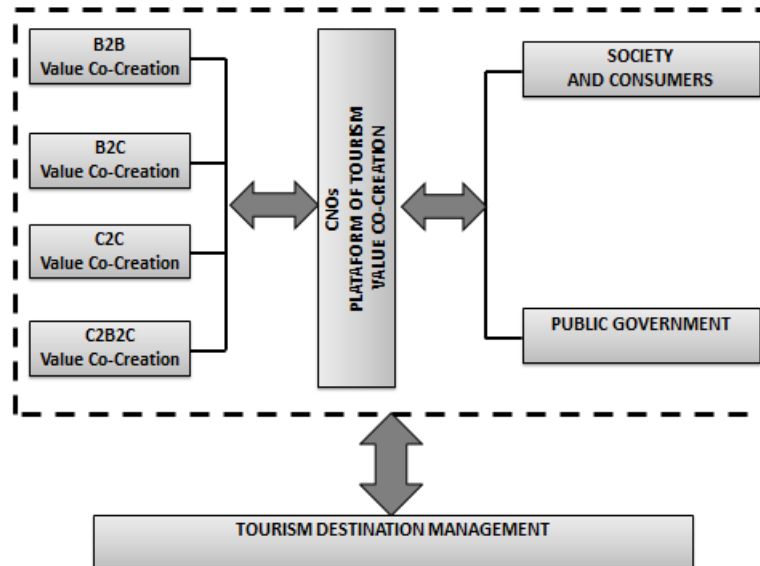 B2B
Value Co-Creation
B2C
Value Co-Creation
C2C
Value Co-Creation
C2B2C
Value Co-Creation
CNOs
PLATAFORM OF TOURISM
VALUE CO-CREATION
SOCIETY
AND CONSUMERS
PUBLIC GOVERNMENT
TOURISM DESTINATION MANAGEMENT